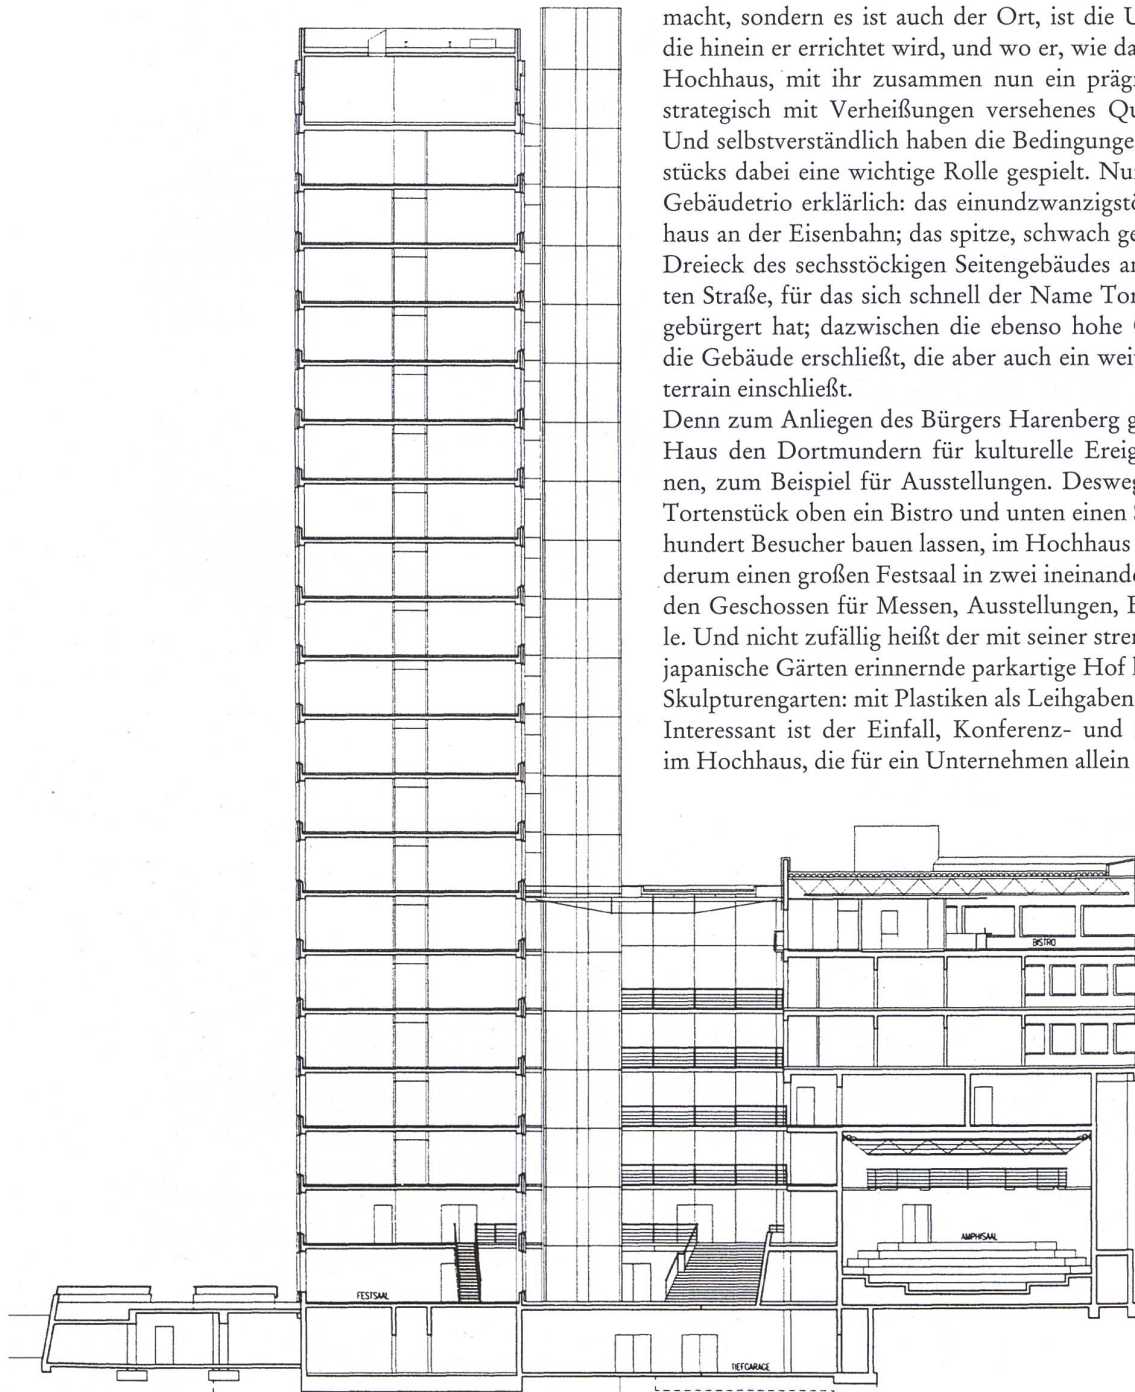 macht, sondern es ist auch der Ort, ist die U
die hinein er errichtet wird, und wo er, wie da
Hochhaus, mit ihr zusammen nun ein präg
strategisch mit Verheißungen versehenes Qu
Und selbstverständlich haben die Bedingunge
stücks dabei eine wichtige Rolle gespielt. Nu
Gebäudetrio erklärlich: das einundzwanzigstö
haus an der Eisenbahn; das spitze, schwach ge
Dreieck des sechsstöckigen Seitengebäudes an
ten Straße, für das sich schnell der Name Tor
gebürgert hat; dazwischen die ebenso hohe
die Gebäude erschließt, die aber auch ein wei
terrain einschließt.
Denn zum Anliegen des Bürgers Harenberg g
Haus den Dortmundern für kulturelle Ereig
nen, zum Beispiel für Ausstellungen. Desweg
Tortenstück oben ein Bistro und unten einen S
hundert Besucher bauen lassen, im Hochhaus
derum einen großen Festsaal in zwei ineinande
den Geschossen für Messen, Ausstellungen, B
le. Und nicht zufällig heißt der mit seiner stren
japanische Gärten erinnernde parkartige Hof
Skulpturengarten: mit Plastiken als Leihgaben
Interessant ist der Einfall, Konferenz- und
im Hochhaus, die für ein Unternehmen allein
BISTRO
AMPHISAAL
FESTSAAL
TIEFGARAGE